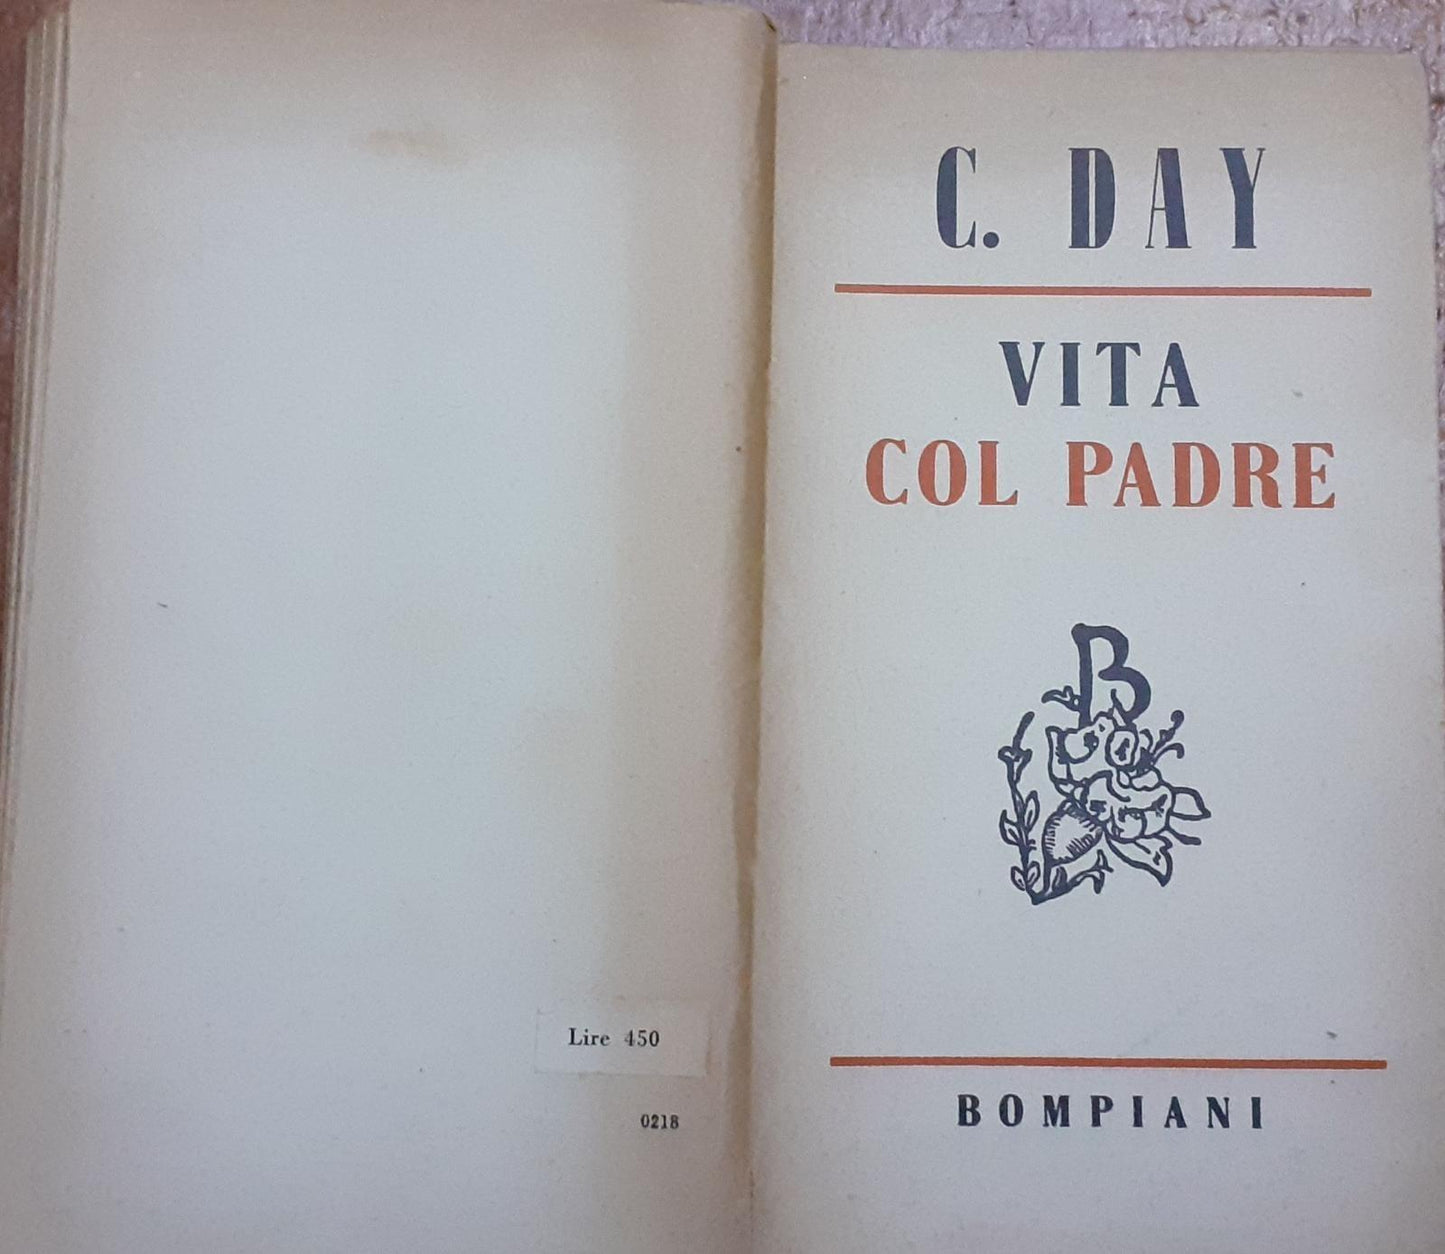 Lire 450
0218
C. DAY
VITA
COL PADRE
B
BOMPIANI